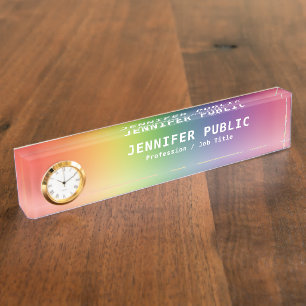 JENNIFER PUBLIC
Profession / Job Title